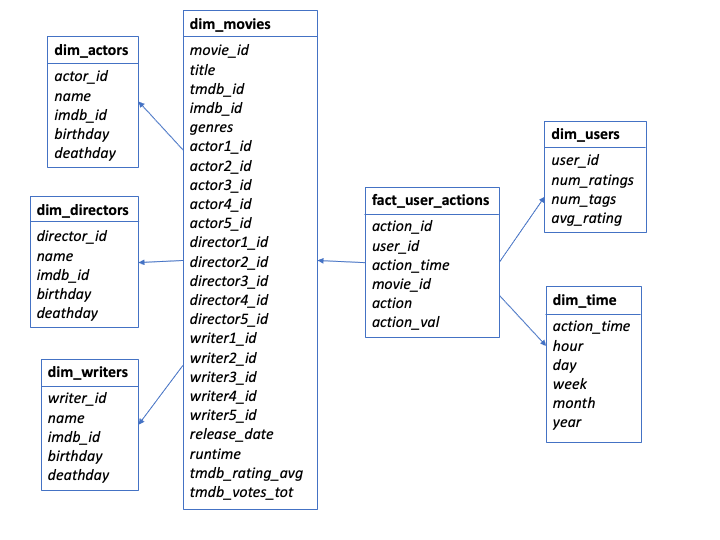 dim_movies
movie_id
title
tmdb_id
imdb_id
genres
actor1_id
actor2_id
actor3_id
actor4_id
actor5_id
director1_id
director2_id
director3_id
director4_id
director5_id
writer1_id
writer2_id
writer3_id
writer4_id
writer5_id
release_date
runtime
tmdb_rating_avg
tmdb_votes_tot
dim_actors
actor_id
name
imdb_id
birthday
deathday
dim_directors
director_id
name
imdb_id
birthday
deathday
dim_writers
writer_id
name
imdb_id
birthday
deathday
fact_user_actions
action_id
user_id
action_time
movie_id
action
action_val
dim_users
user_id
num_ratings
num_tags
avg_rating
dim_time
action_time
hour
day
week
month
year